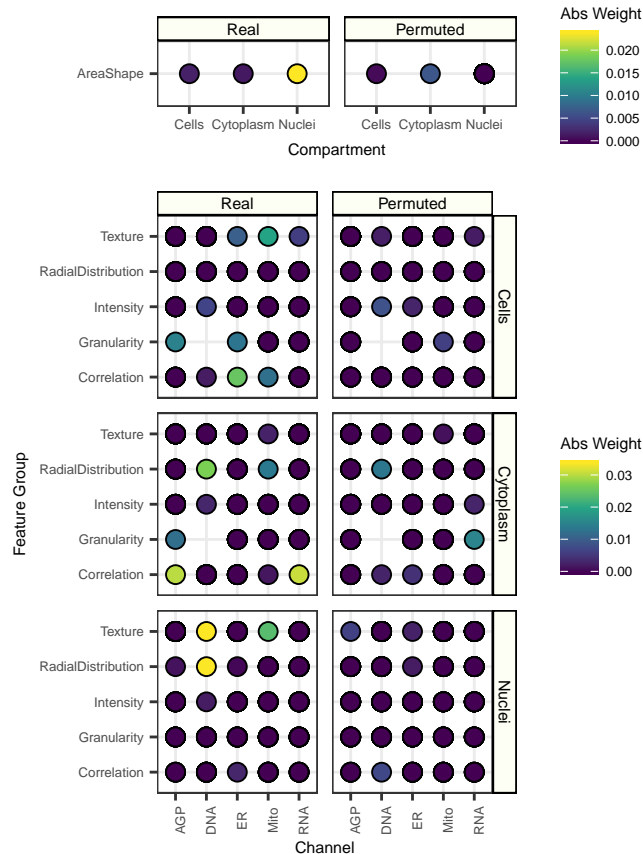 Real Permuted
AreaShape
Cells Cytoplasm Nuclei Cells Cytoplasm Nuclei
Compartment
Abs Weight
0.020
0.015
0.010
0.005
0.000
Real Permuted
Texture
RadialDistribution
Intensity
Granularity
Correlation
Cells
Texture
RadialDistribution
Intensity
Granularity
Correlation
Cytoplasm
Texture
RadialDistribution
Intensity
Granularity
Correlation
Nuclei
Feature Group
AGP DNA ER Mito RNA AGP DNA ER Mito RNA
Channel
Abs Weight
0.03
0.02
0.01
0.00